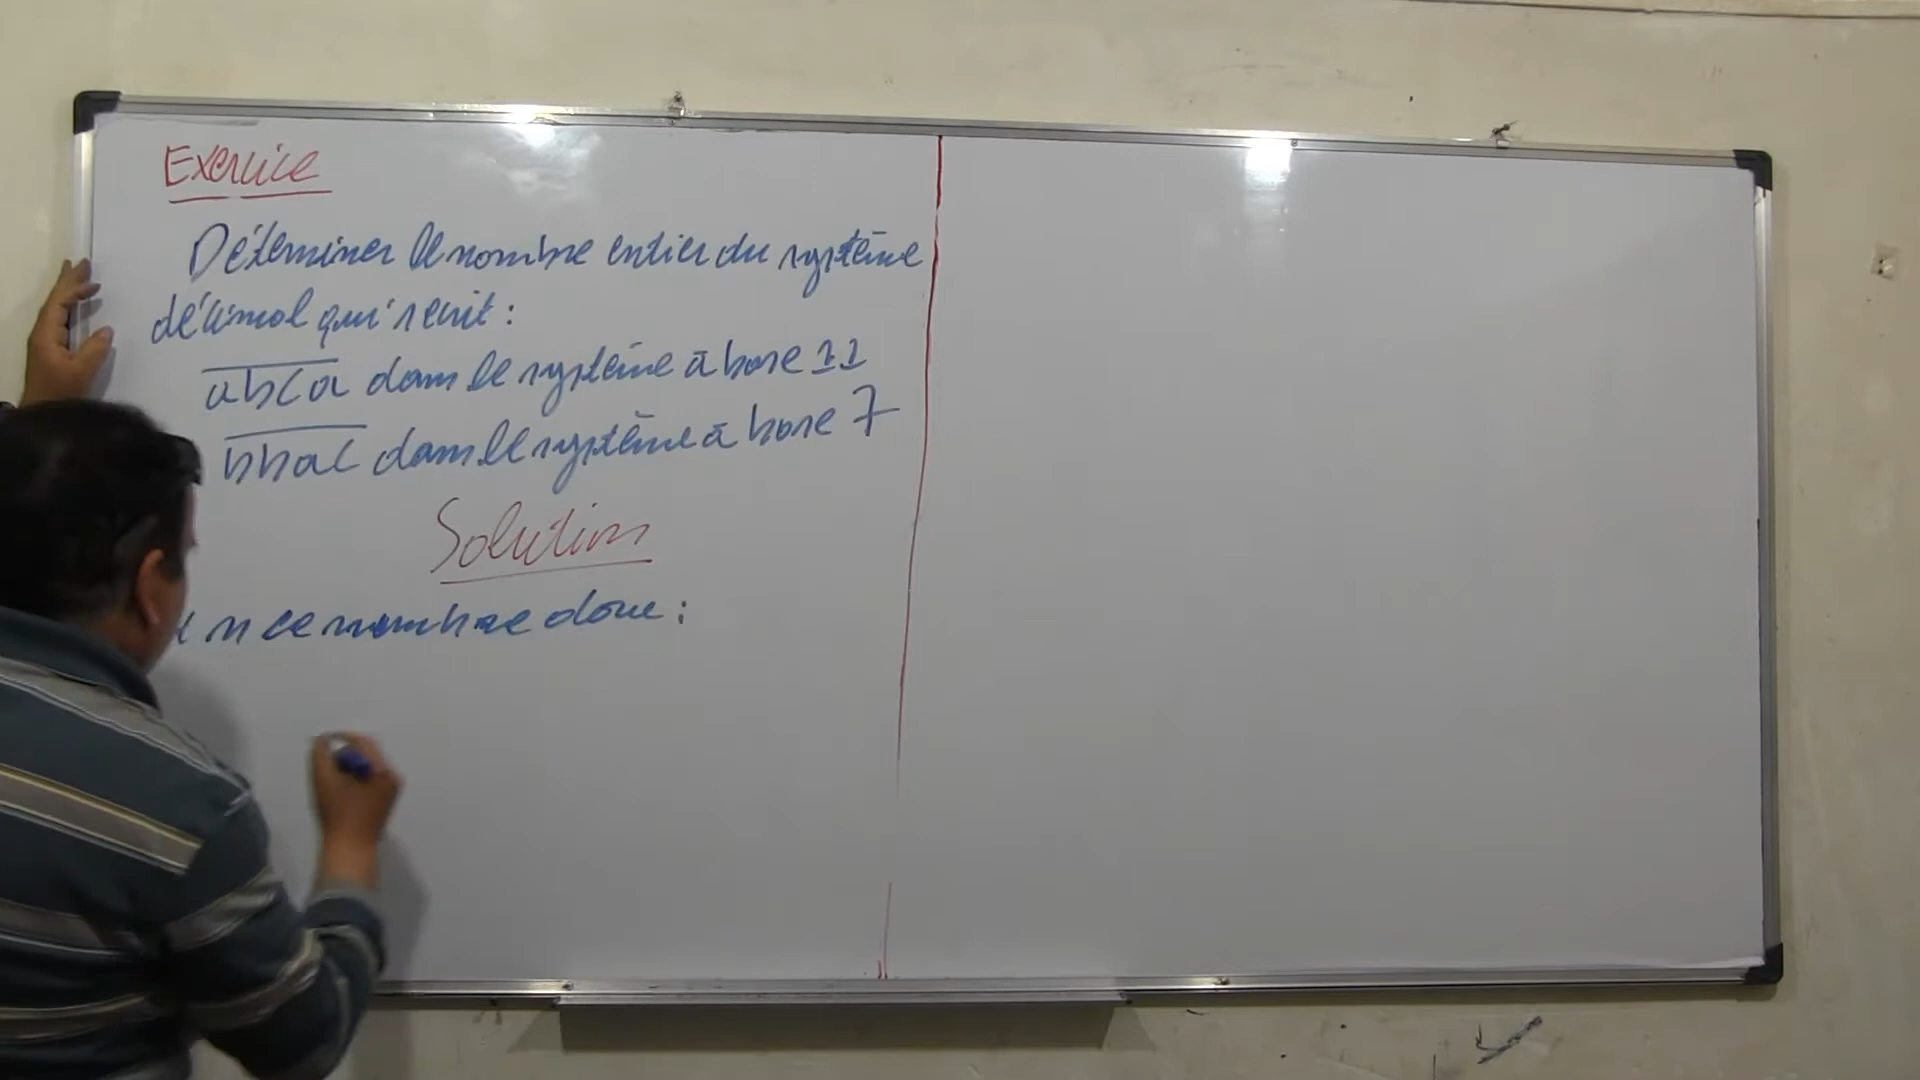 Exercice
Déterminer le nombre entier du système
décimal qui s'écrit :
abca dans le système à base 11
bbac dans le système à base 7
Solution
n ce nombre donc :